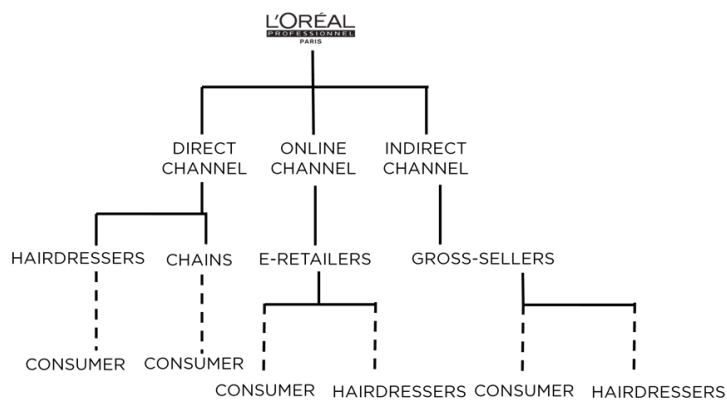 L'ORÉAL
PROFESSIONNEL
PARIS
DIRECT
CHANNEL
ONLINE
CHANNEL
INDIRECT
CHANNEL
HAIRDRESSERS
CHAINS
E-RETAILERS
GROSS-SELLERS
CONSUMER
CONSUMER
CONSUMER
HAIRDRESSERS
CONSUMER
HAIRDRESSERS